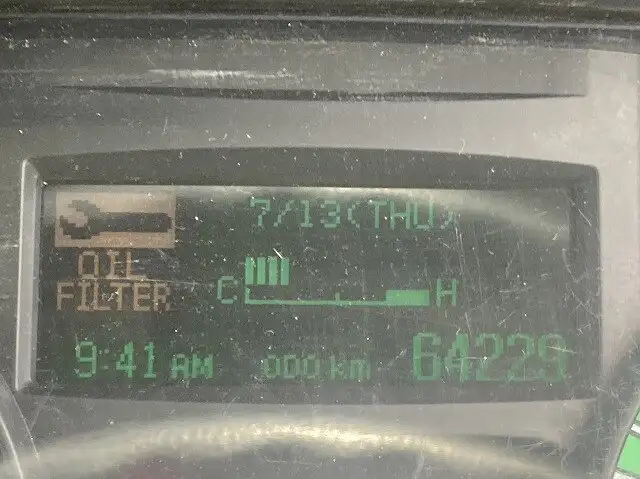 7/13(THU)
OIL
FILTER
C H
9:41 AM 000 km 64229